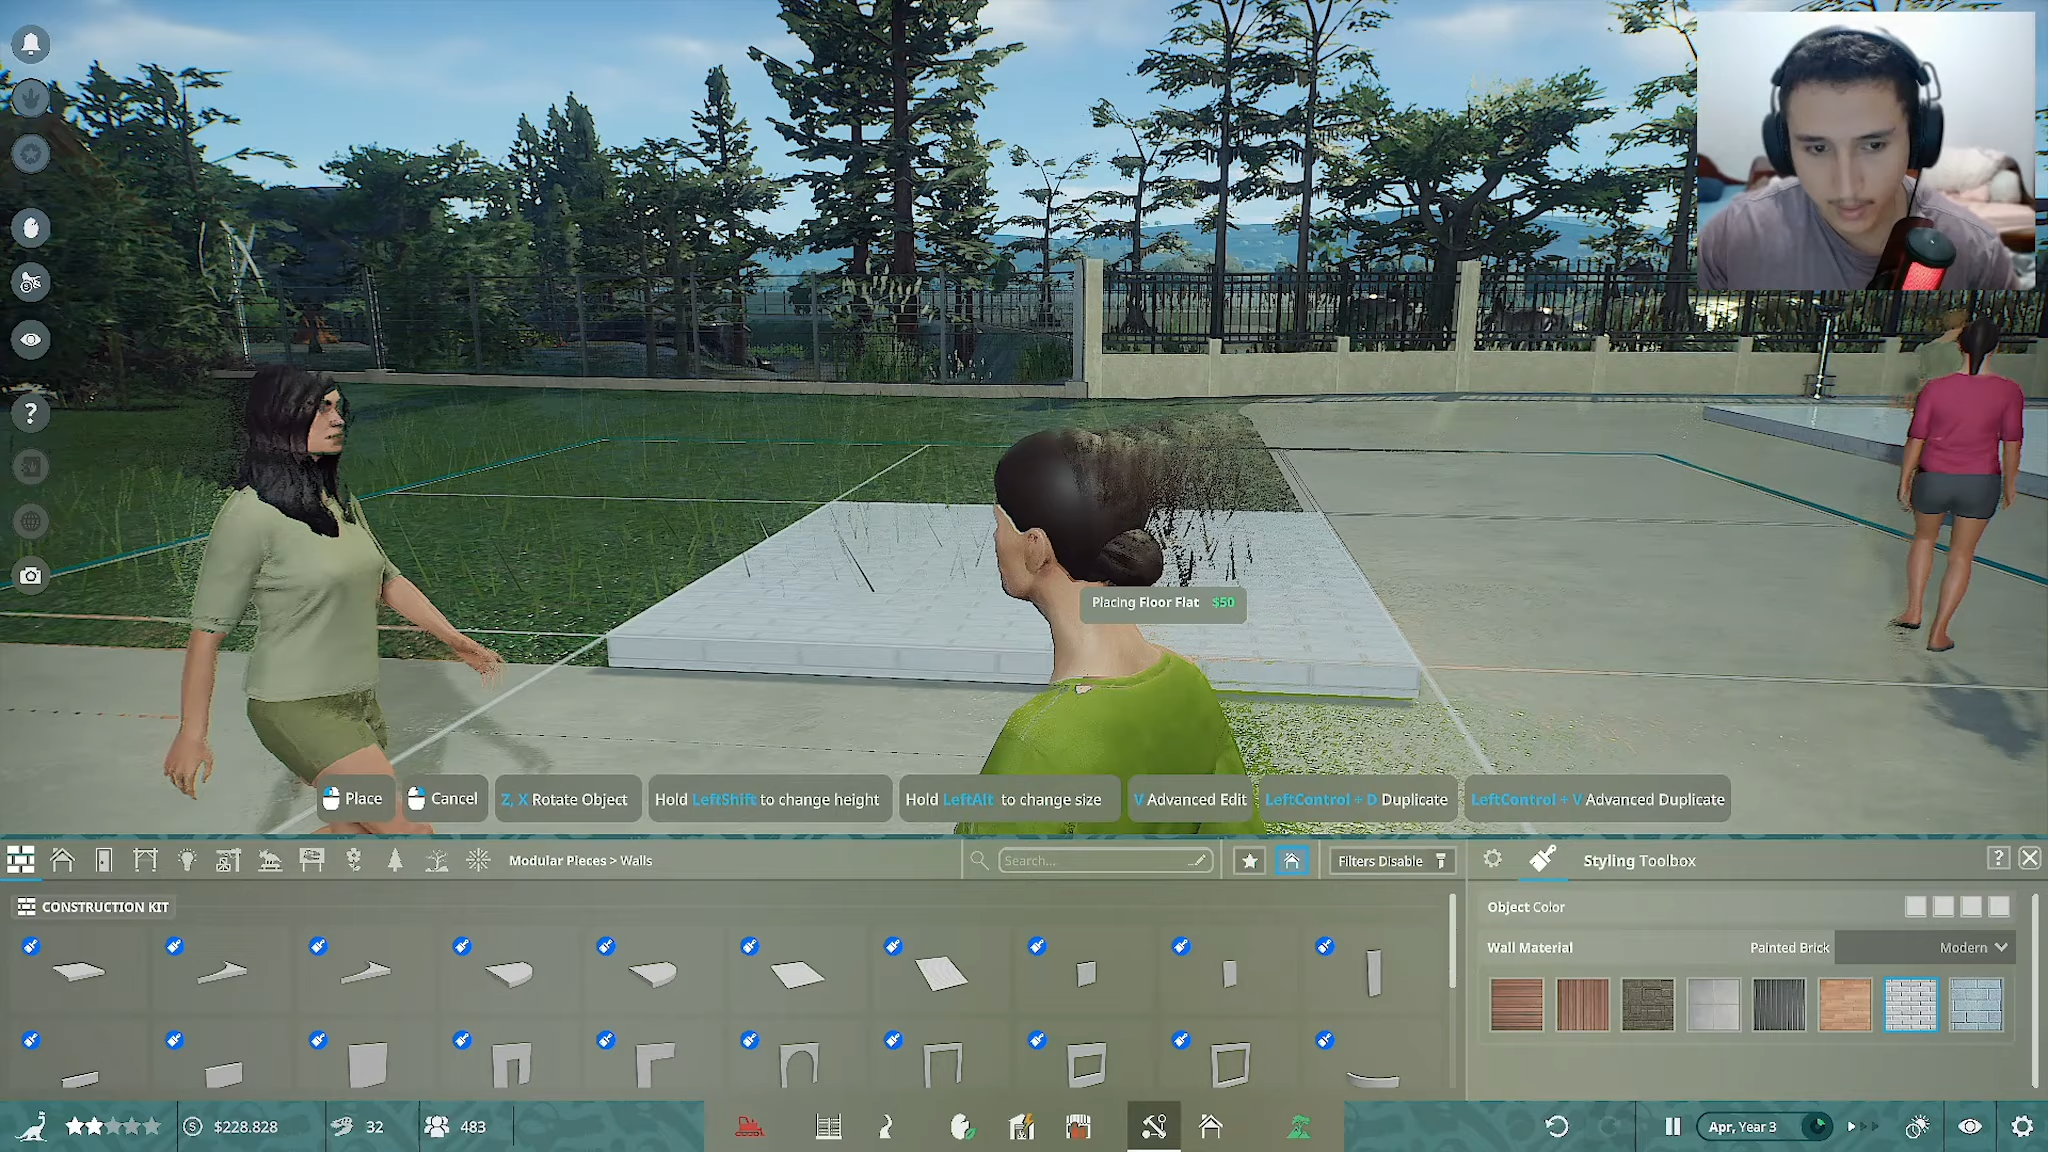 ?
Placing Floor Flat $50
Place
Cancel
Z, X Rotate Object
Hold LeftShift to change height
Hold LeftAlt to change size
V Advanced Edit
LeftControl + D Duplicate
LeftControl + V Advanced Duplicate
Modular Pieces > Walls
Search...
Filters Disable
Styling Toolbox
?
CONSTRUCTION KIT
Object Color
Wall Material
Painted Brick
Modern
$228.828
32
483
Apr, Year 3